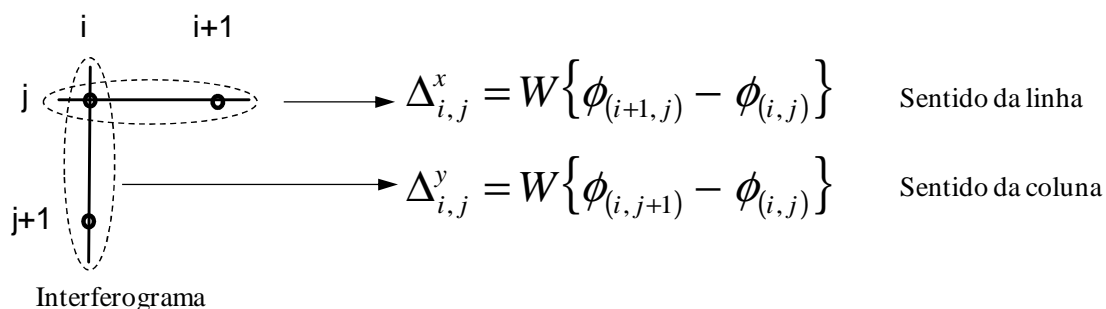 i i+1
j Δ^x_{i,j} = W{ϕ_{(i+1,j)} − ϕ_{(i,j)}} Sentido da linha
Δ^y_{i,j} = W{ϕ_{(i,j+1)} − ϕ_{(i,j)}} Sentido da coluna
j+1
Interferograma